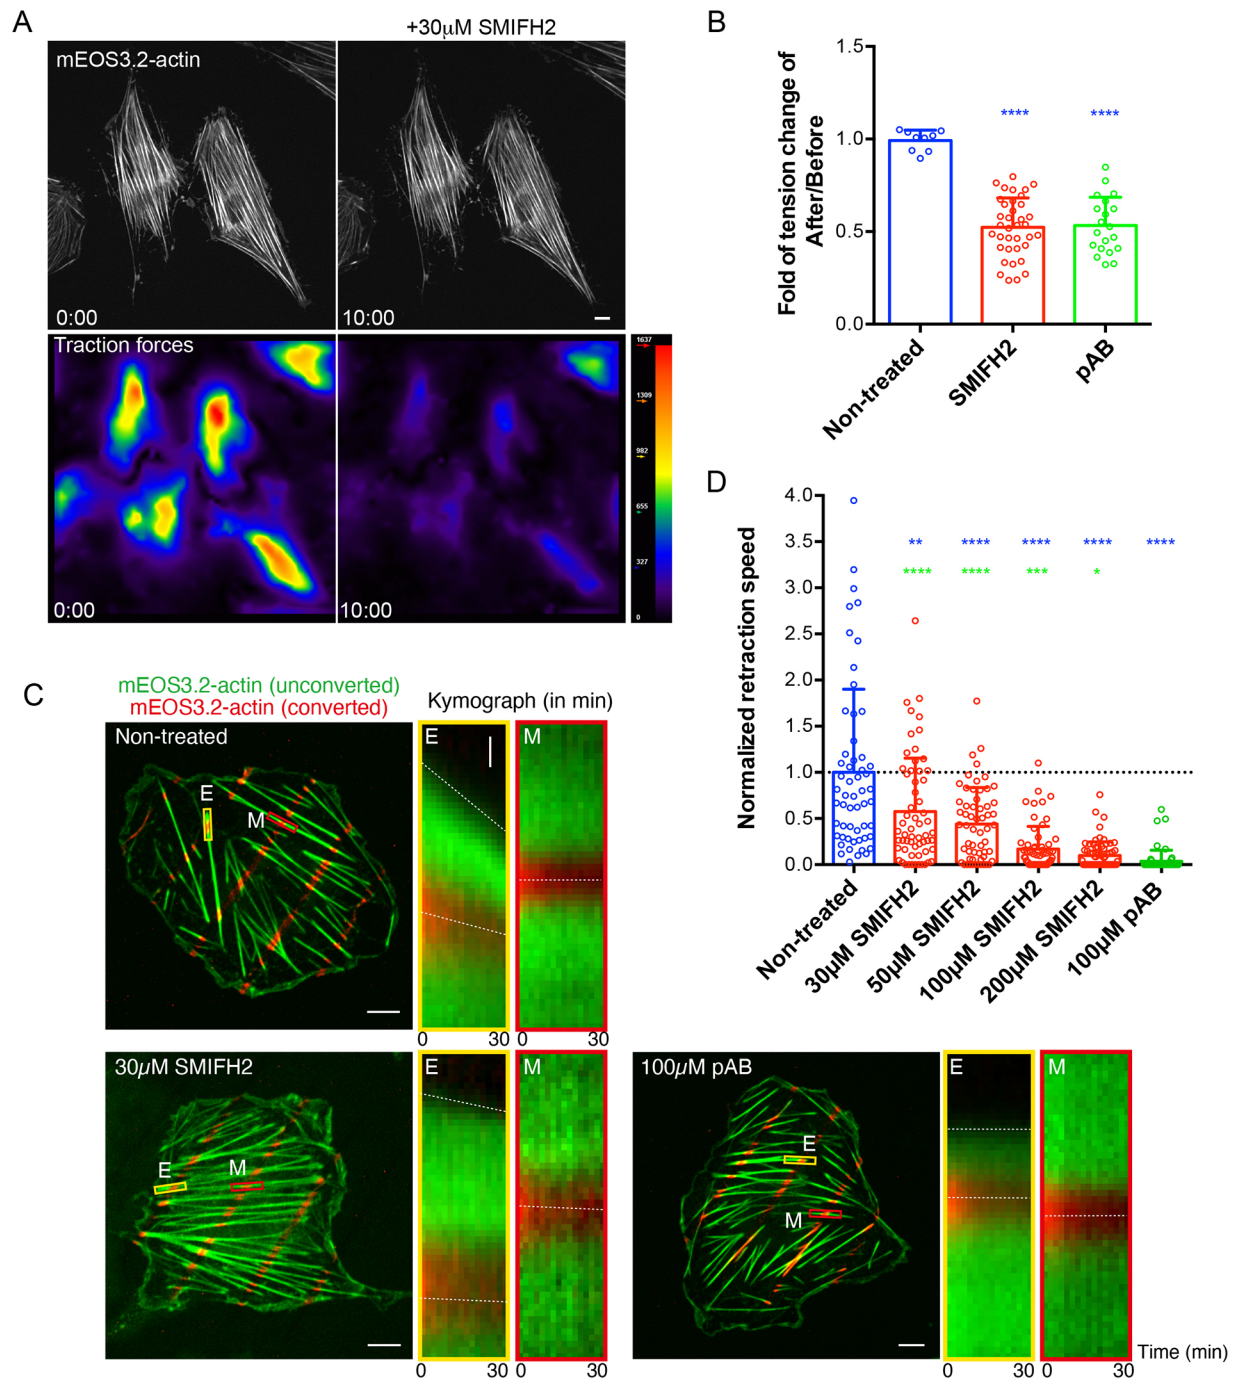 A
+30µM SMIFH2
mEOS3.2-actin
0:00
10:00
Traction forces
0:00
10:00
1637
1309
982
655
327
0
B
Fold of tension change of
After/Before
1.5
1.0
0.5
0.0
****
****
Non-treated
SMIFH2
pAB
C
mEOS3.2-actin (unconverted)
mEOS3.2-actin (converted)
Kymograph (in min)
Non-treated
E
M
E
M
0
30
0
30
30µM SMIFH2
E
M
E
M
0
30
0
30
100µM pAB
E
M
E
M
0
30
0
30
Time (min)
D
Normalized retraction speed
4.0
3.5
3.0
2.5
2.0
1.5
1.0
0.5
0.0
** **** **** **** ****
**** **** *** *
Non-treated
30µM SMIFH2
50µM SMIFH2
100µM SMIFH2
200µM SMIFH2
100µM pAB